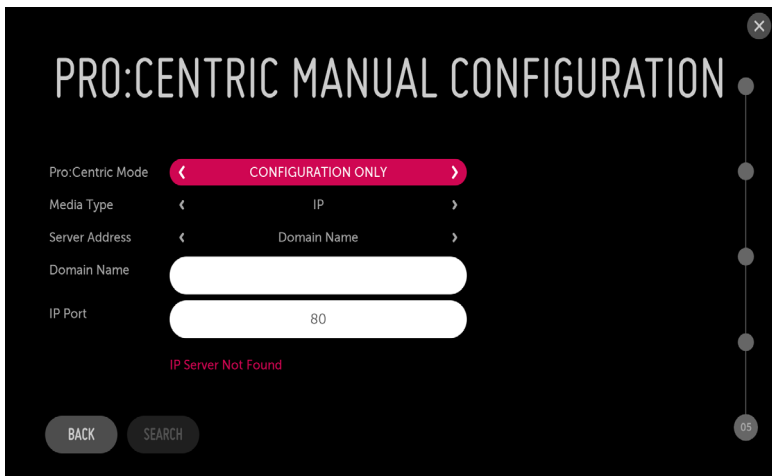 PRO:CENTRIC MANUAL CONFIGURATION
Pro:Centric Mode CONFIGURATION ONLY
Media Type IP
Server Address Domain Name
Domain Name
IP Port 80
IP Server Not Found
BACK SEARCH
05